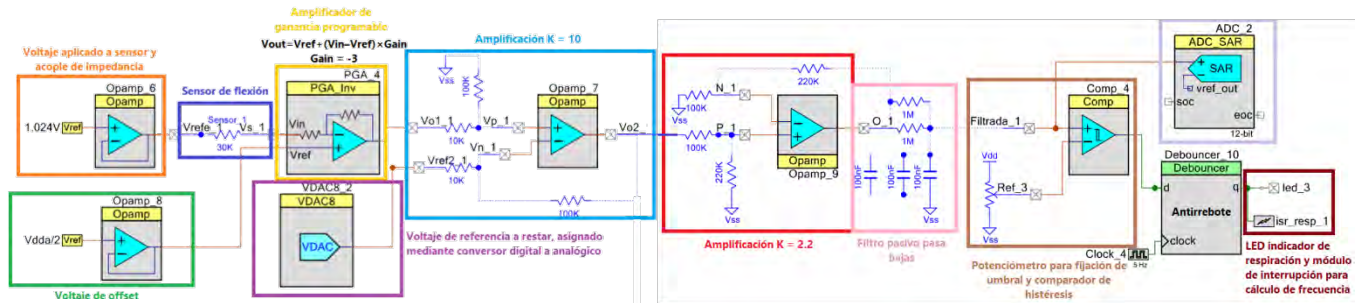 Voltaje aplicado a sensor y
acople de impedancia
Opamp_6
Opamp
1.024V
Vref
Sensor de flexión
Vrefe_1
Sensor_1
Vs_1
30K
Amplificador de
ganancia programable
Vout=Vref+(Vin-Vref)×Gain
Gain = -3
PGA_4
PGA_Inv
Vin
Vref
Opamp_8
Opamp
Vdda/2
Vref
Voltaje de offset
VDAC8_2
VDAC8
VDAC
Voltaje de referencia a restar, asignado
mediante conversor digital a analógico
Amplificación K = 10
Vss
100K
Opamp_7
Opamp
Vo1_1
Vp_1
10K
Vn_1
Vref2_1
10K
100K
Vo2_
Amplificación K = 2.2
220K
N_1
Vss
100K
P_1
100K
220K
Vss
Opamp
Opamp_9
O_1
1M
1M
100nF
100nF
100nF
Vss
Filtro pasivo pasa
bajas
Filtrada_1
Comp_4
Comp
Vdd
Ref_3
Vss
Potenciómetro para fijación de
umbral y comparador de
histéresis
ADC_2
ADC_SAR
SAR
vref_out
soc
eoc
12-bit
Debouncer_10
Debouncer
d
q
Antirrebote
clock
Clock_4
5 Hz
led_3
isr_resp_1
LED indicador de
respiración y módulo
de interrupción para
cálculo de frecuencia